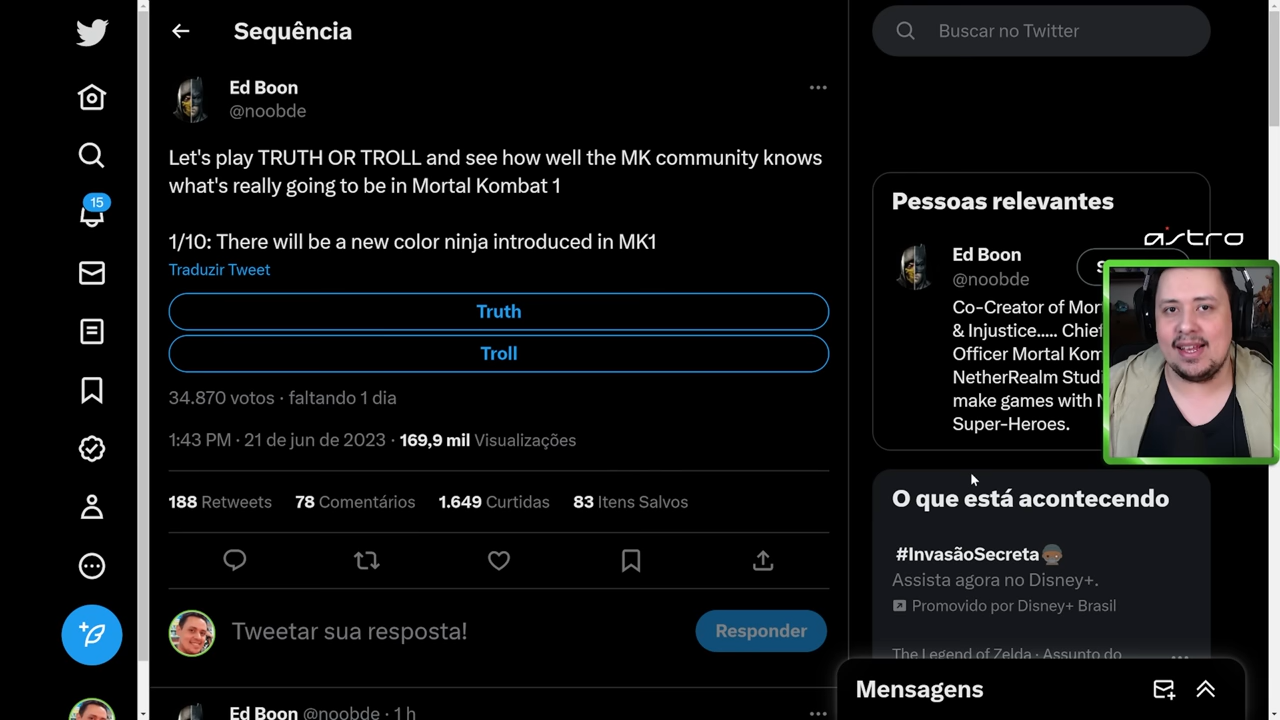 Sequência
Buscar no Twitter
Ed Boon
@noobde
Let's play TRUTH OR TROLL and see how well the MK community knows
what's really going to be in Mortal Kombat 1
1/10: There will be a new color ninja introduced in MK1
Traduzir Tweet
Truth
Troll
34.870 votos · faltando 1 dia
1:43 PM · 21 de jun de 2023 · 169,9 mil Visualizações
188 Retweets 78 Comentários 1.649 Curtidas 83 Itens Salvos
Tweetar sua resposta!
Responder
Ed Boon @noobde · 1 h
15
Pessoas relevantes
astro
Ed Boon
@noobde
S
Co-Creator of Mor
& Injustice..... Chief
Officer Mortal Kom
NetherRealm Studi
make games with N
Super-Heroes.
O que está acontecendo
#InvasãoSecreta
Assista agora no Disney+.
Promovido por Disney+ Brasil
The Legend of Zelda · Assunto do
Mensagens